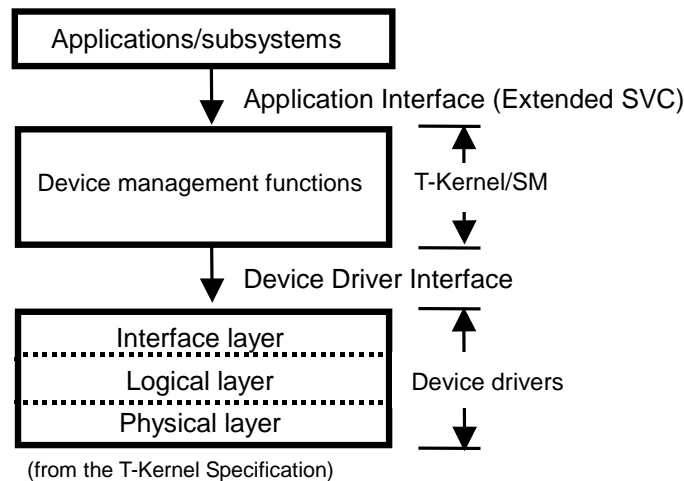 Applications/subsystems
Application Interface (Extended SVC)
Device management functions
T-Kernel/SM
Device Driver Interface
Interface layer
Logical layer
Device drivers
Physical layer
(from the T-Kernel Specification)